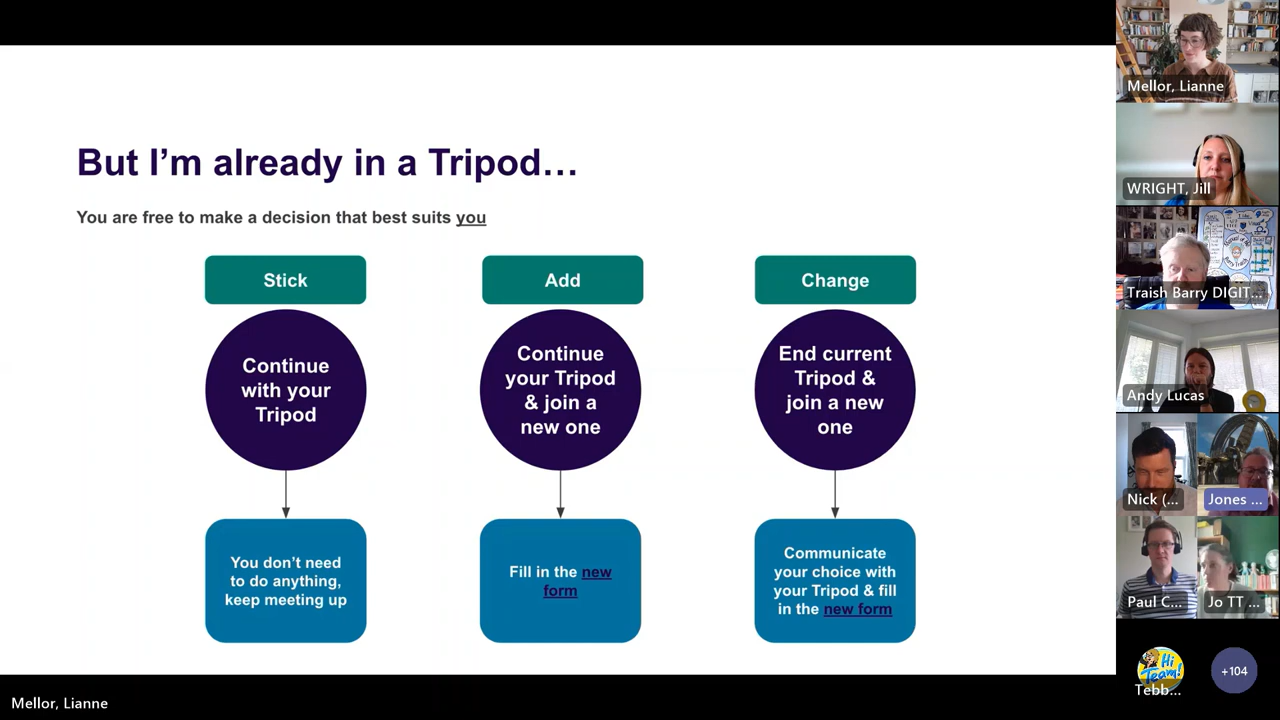 But I'm already in a Tripod…
You are free to make a decision that best suits you
Stick
Add
Change
Continue
with your
Tripod
Continue
your Tripod
& join a
new one
End current
Tripod &
join a new
one
You don't need
to do anything,
keep meeting up
Fill in the new
form
Communicate
your choice with
your Tripod & fill
in the new form
Mellor, Lianne
WRIGHT, Jill
Traish Barry DIGIT...
Andy Lucas
Nick (...
Jones ...
Paul C...
Jo TT ...
Hi
Team!
Tebb...
+104
Mellor, Lianne